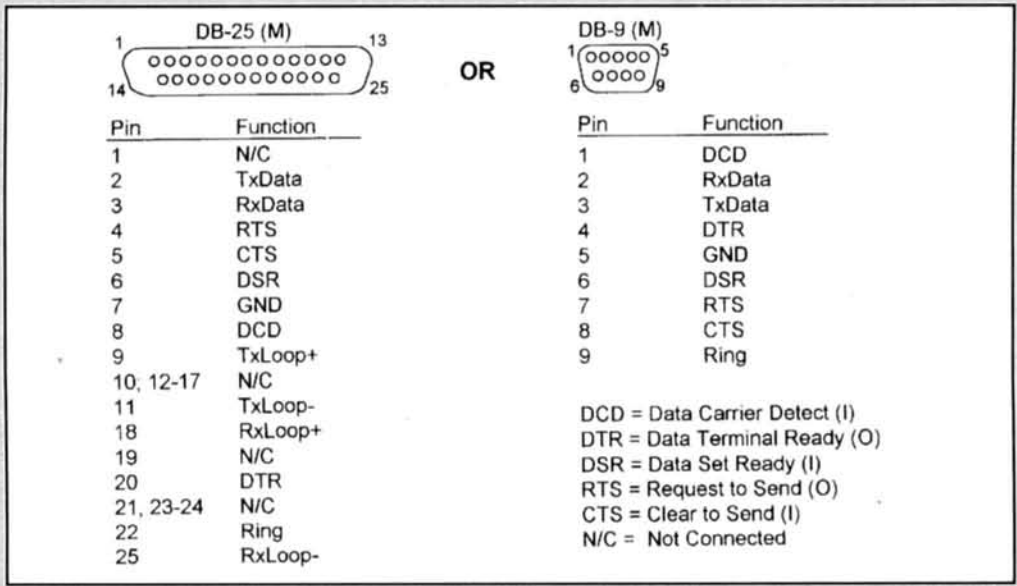 DB-25 (M)
1 13
14 25
OR
DB-9 (M)
1 5
6 9
Pin Function
1 N/C
2 TxData
3 RxData
4 RTS
5 CTS
6 DSR
7 GND
8 DCD
9 TxLoop+
10, 12-17 N/C
11 TxLoop-
18 RxLoop+
19 N/C
20 DTR
21, 23-24 N/C
22 Ring
25 RxLoop-
Pin Function
1 DCD
2 RxData
3 TxData
4 DTR
5 GND
6 DSR
7 RTS
8 CTS
9 Ring
DCD = Data Carrier Detect (I)
DTR = Data Terminal Ready (O)
DSR = Data Set Ready (I)
RTS = Request to Send (O)
CTS = Clear to Send (I)
N/C = Not Connected